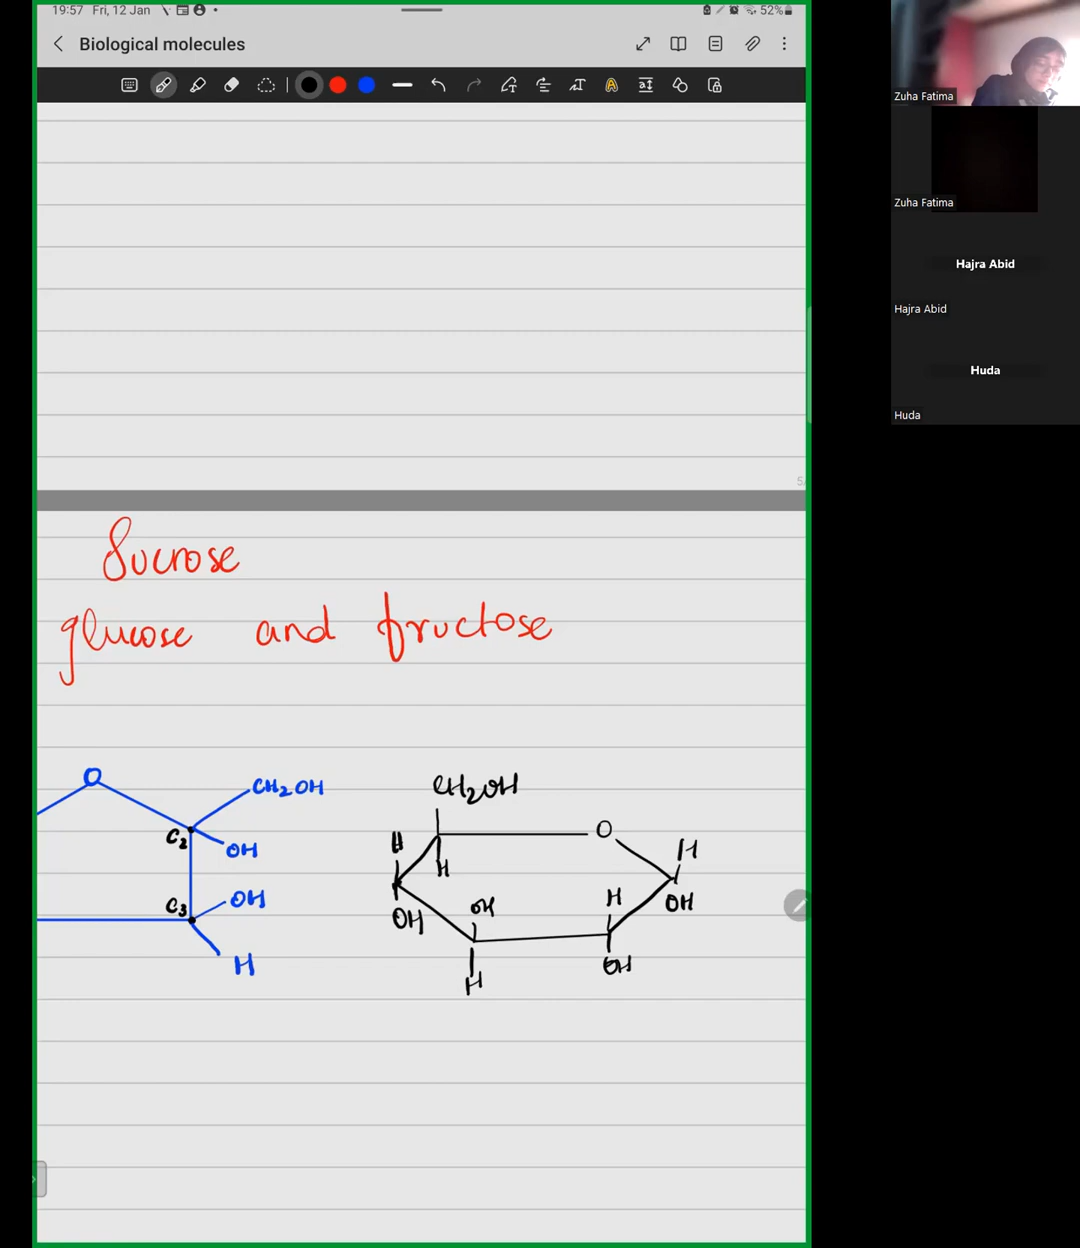 19:57 Fri, 12 Jan
52%
Biological molecules
Zuha Fatima
Zuha Fatima
Hajra Abid
Hajra Abid
Huda
Huda
Sucrose
glucose and fructose
O
CH2OH
C2
OH
C3
OH
H
CH2OH
O
H
H
H
OH
OH
H
OH
H
OH